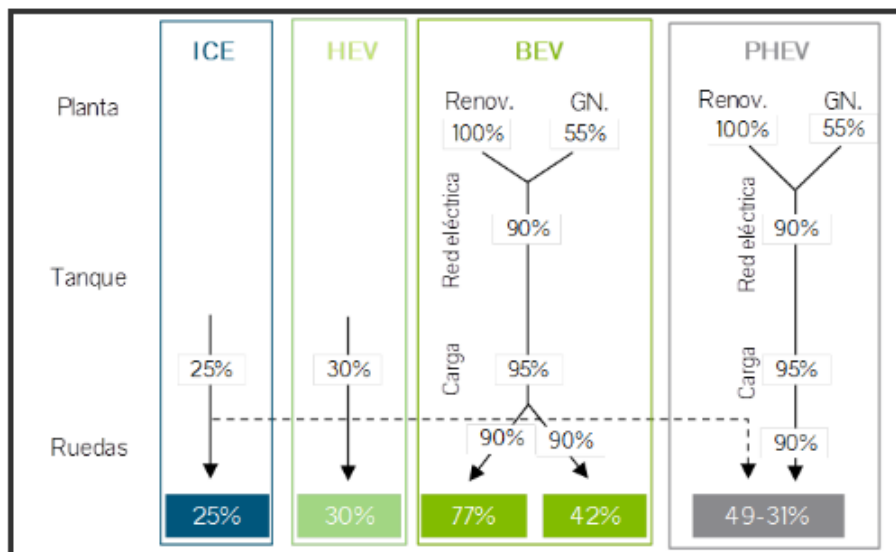 ICE HEV BEV PHEV
Planta
Renov. GN. Renov. GN.
100% 55% 100% 55%
Red eléctrica Red eléctrica
90% 90%
Tanque
Carga Carga
25% 30% 95% 95%
Ruedas
90% 90% 90%
25% 30% 77% 42% 49-31%